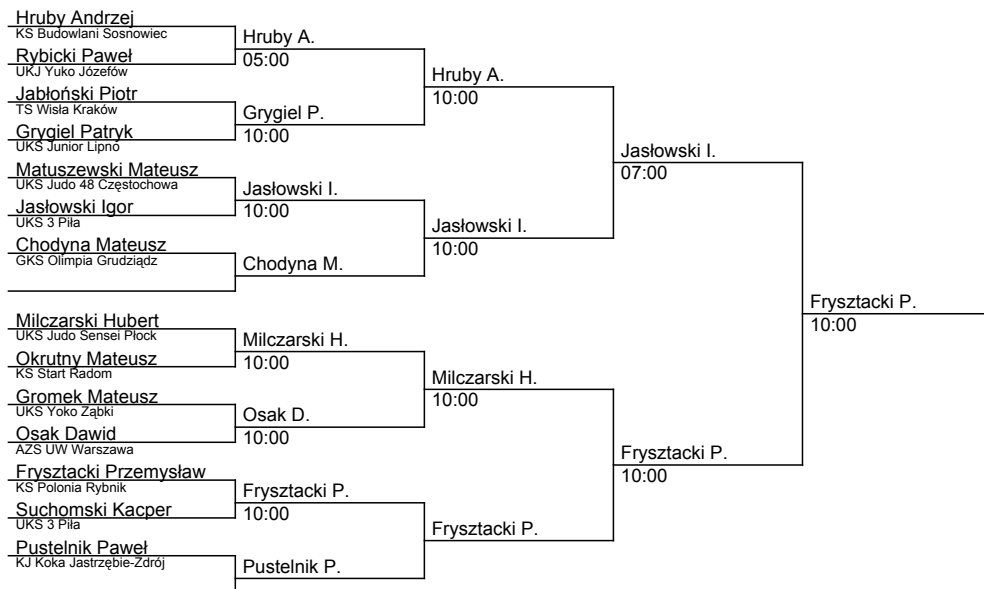 Hruby Andrzej
KS Budowlani Sosnowiec
Rybicki Paweł
UKJ Yuko Józefów
Jabłoński Piotr
TS Wisła Kraków
Grygiel Patryk
UKS Junior Lipno
Matuszewski Mateusz
UKS Judo 48 Częstochowa
Jasłowski Igor
UKS 3 Piła
Chodyna Mateusz
GKS Olimpia Grudziądz
Milczarski Hubert
UKS Judo Sensei Płock
Okrutny Mateusz
KS Start Radom
Gromek Mateusz
UKS Yoko Ząbki
Osak Dawid
AZS UW Warszawa
Frysztacki Przemysław
KS Polonia Rybnik
Suchomski Kacper
UKS 3 Piła
Pustelnik Paweł
KJ Koka Jastrzębie-Zdrój
Hruby A.
05:00
Grygiel P.
10:00
Jasłowski I.
10:00
Chodyna M.
Milczarski H.
10:00
Osak D.
10:00
Frysztacki P.
10:00
Pustelnik P.
Hruby A.
10:00
Jasłowski I.
10:00
Milczarski H.
10:00
Frysztacki P.
Jasłowski I.
07:00
Frysztacki P.
10:00
Frysztacki P.
10:00